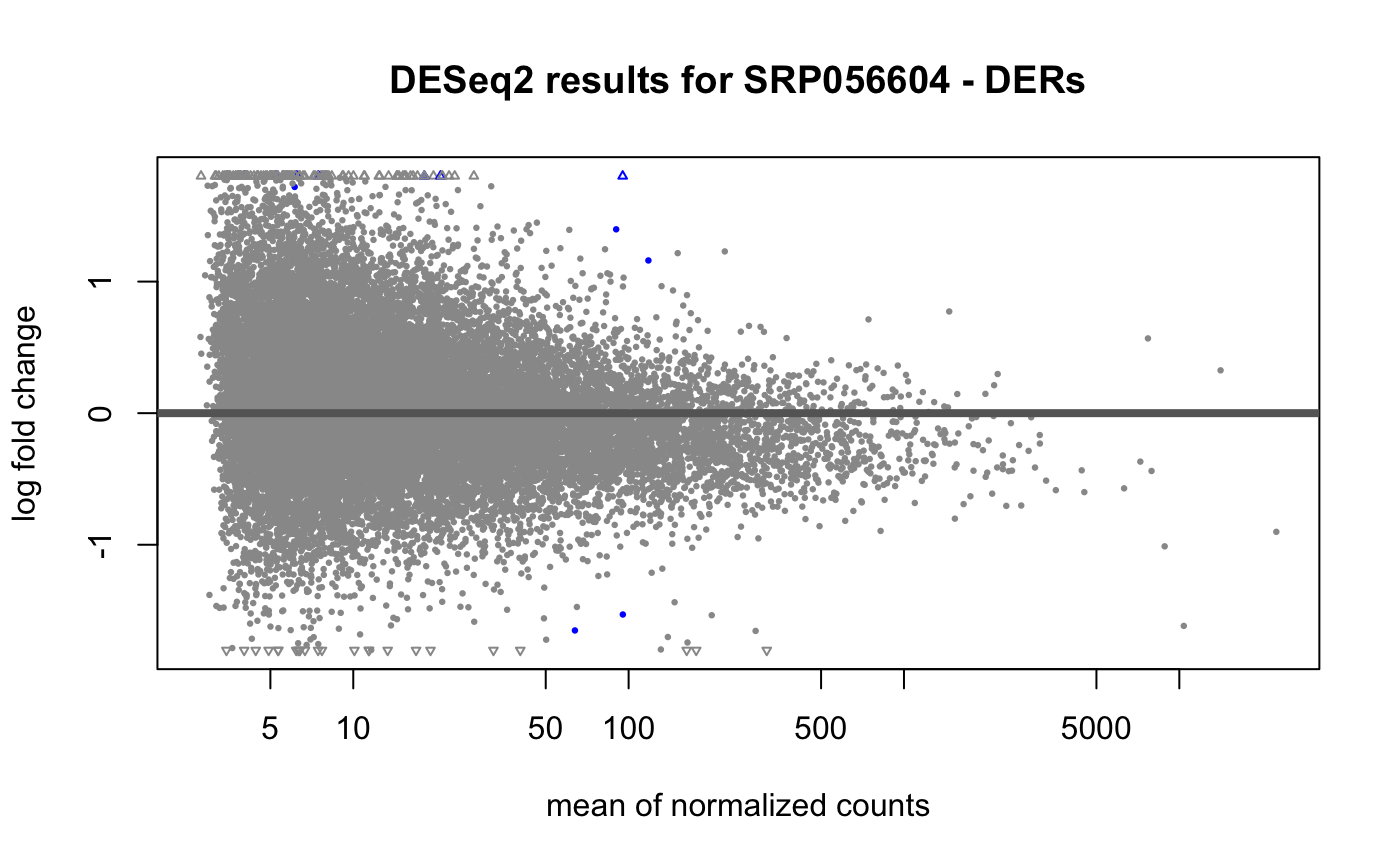 DESeq2 results for SRP056604 - DERs
log fold change
1
0
-1
5 10 50 100 500 5000
mean of normalized counts